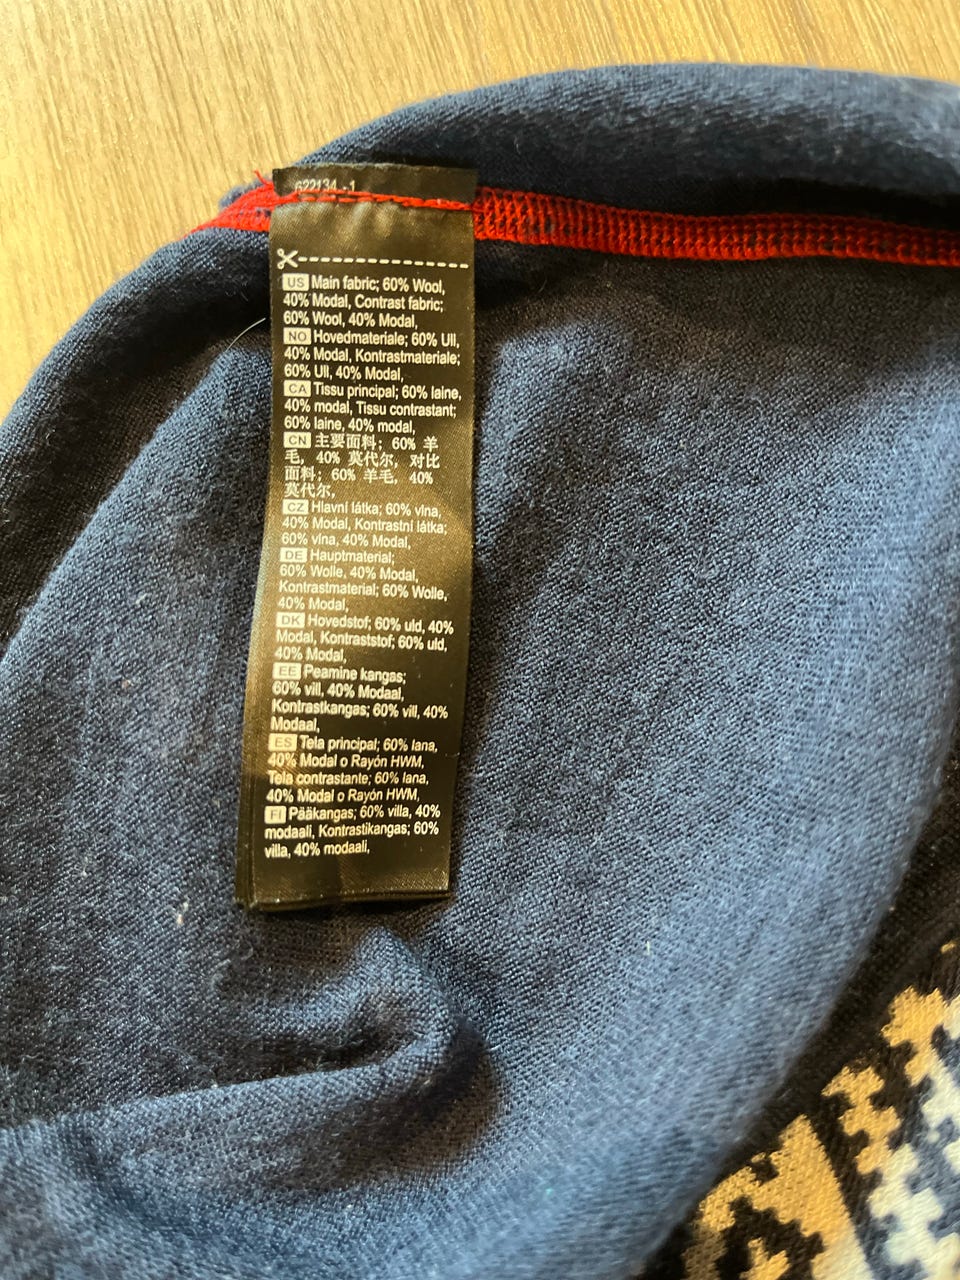 622134 -1
US Main fabric; 60% Wool,
40% Modal, Contrast fabric;
60% Wool, 40% Modal,
NO Hovedmateriale; 60% Ull,
40% Modal, Kontrastmateriale;
60% Ull, 40% Modal,
CA Tissu principal; 60% laine,
40% modal, Tissu contrastant;
60% laine, 40% modal,
CN 主要面料; 60% 羊
毛, 40% 莫代尔, 对比
面料; 60% 羊毛, 40%
莫代尔,
CZ Hlavní látka; 60% vlna,
40% Modal, Kontrastní látka;
60% vlna, 40% Modal,
DE Hauptmaterial;
60% Wolle, 40% Modal,
Kontrastmaterial; 60% Wolle,
40% Modal,
DK Hovedstof; 60% uld, 40%
Modal, Kontraststof; 60% uld,
40% Modal,
EE Peamine kangas;
60% vill, 40% Modaal,
Kontrastkangas; 60% vill, 40%
Modaal,
ES Tela principal; 60% lana,
40% Modal o Rayón HWM,
Tela contrastante; 60% lana,
40% Modal o Rayón HWM,
FI Pääkangas; 60% villa, 40%
modaali, Kontrastikangas; 60%
villa, 40% modaali,